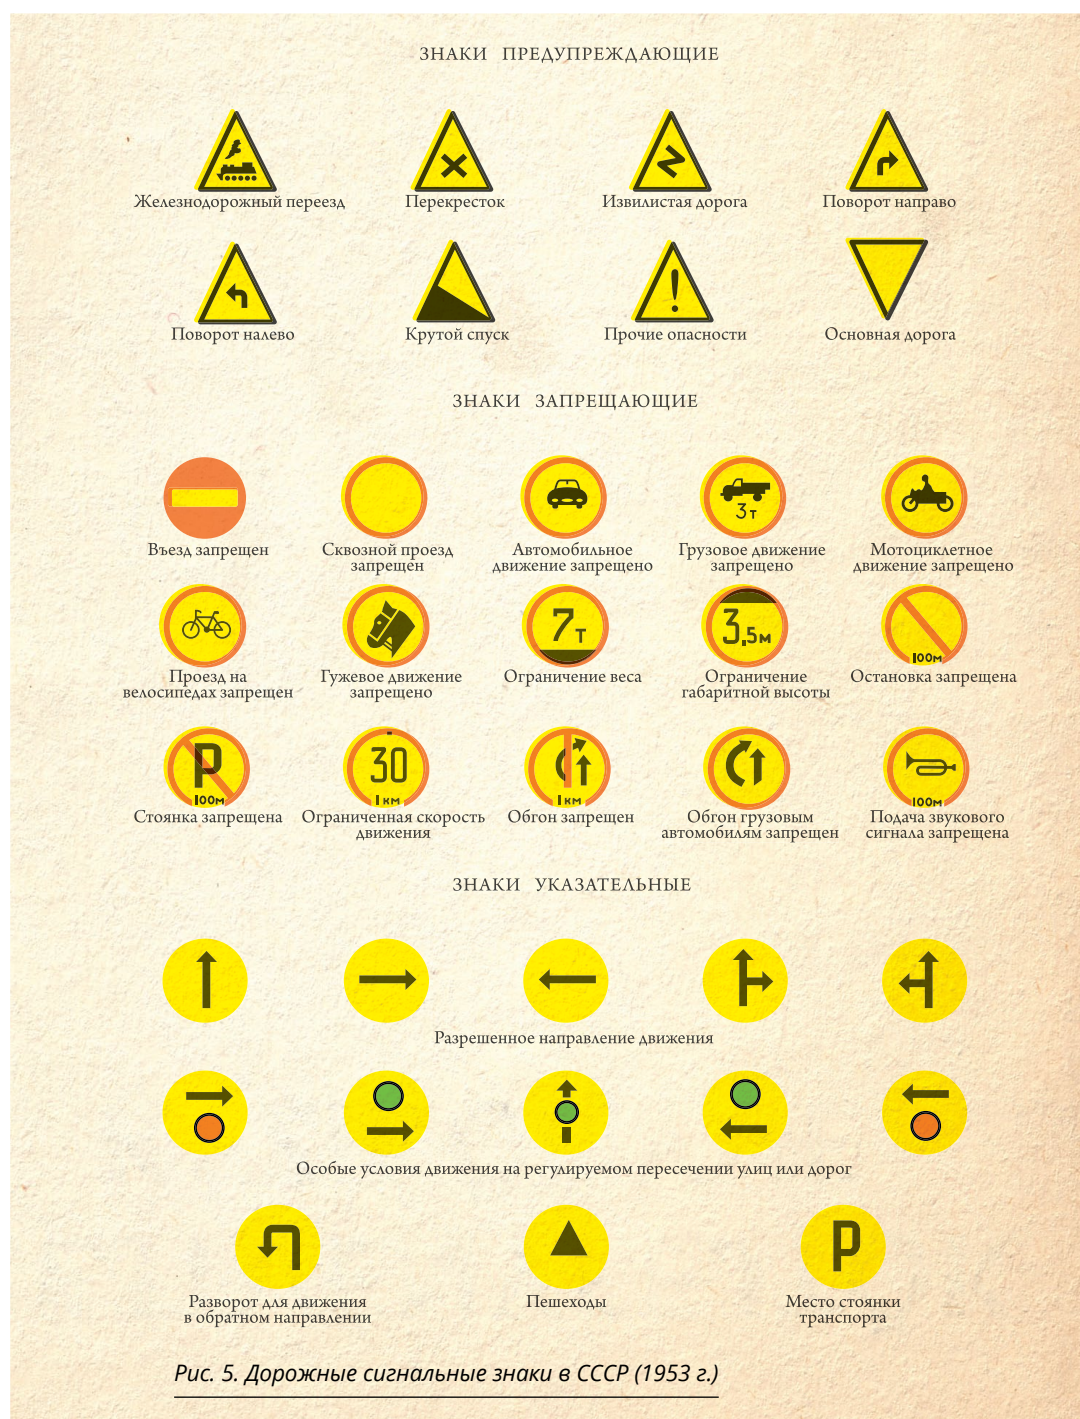 ЗНАКИ ПРЕДУПРЕЖДАЮЩИЕ
Железнодорожный переезд
Перекресток
Извилистая дорога
Поворот направо
Поворот налево
Крутой спуск
Прочие опасности
Основная дорога
ЗНАКИ ЗАПРЕЩАЮЩИЕ
3т
Въезд запрещен
Сквозной проезд
запрещен
Автомобильное
движение запрещено
Грузовое движение
запрещено
Мотоциклетное
движение запрещено
7т
3,5м
100м
Проезд на
велосипедах запрещен
Гужевое движение
запрещено
Ограничение веса
Ограничение
габаритной высоты
Остановка запрещена
P
100м
30
1 км
1 км
100м
Стоянка запрещена
Ограниченная скорость
движения
Обгон запрещен
Обгон грузовым
автомобилям запрещен
Подача звукового
сигнала запрещена
ЗНАКИ УКАЗАТЕЛЬНЫЕ
Разрешенное направление движения
Особые условия движения на регулируемом пересечении улиц или дорог
P
Разворот для движения
в обратном направлении
Пешеходы
Место стоянки
транспорта
Рис. 5. Дорожные сигнальные знаки в СССР (1953 г.)